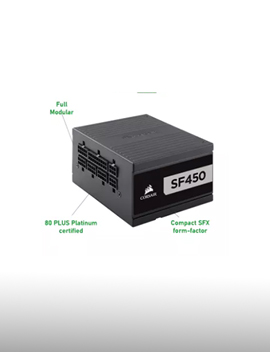 Full
Modular
SF450
CORSAIR
80 PLUS Platinum
certified
Compact SFX
form-factor